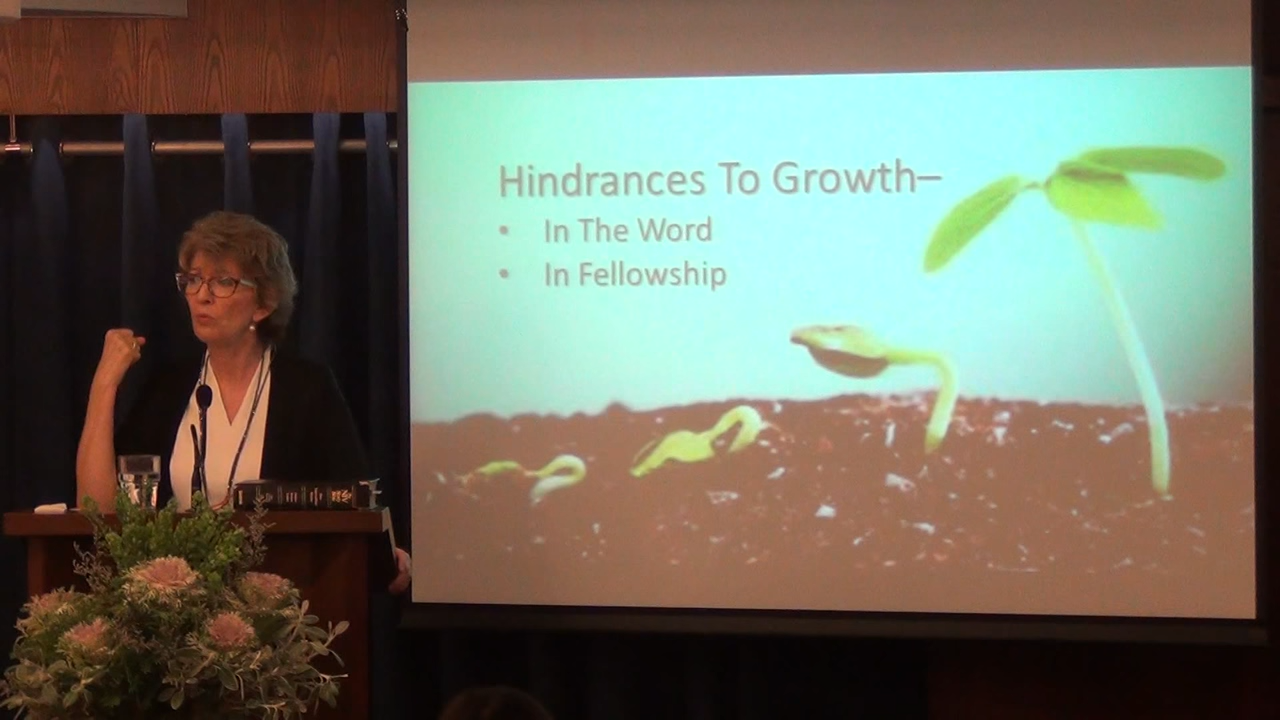 Hindrances To Growth–
• In The Word
• In Fellowship